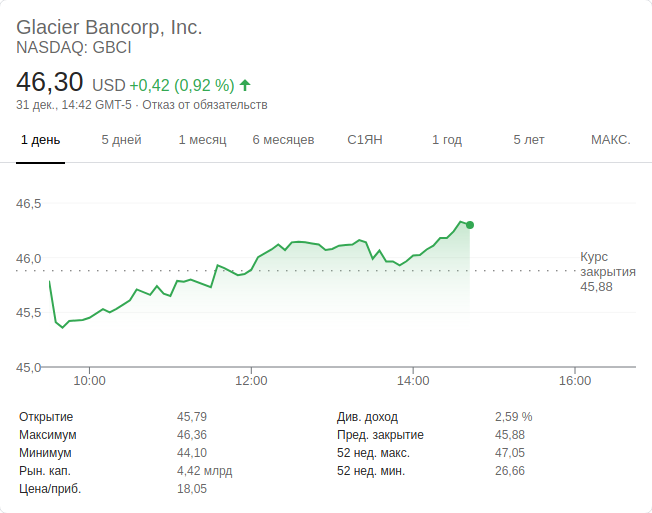 Glacier Bancorp, Inc.
NASDAQ: GBCI
46,30 USD +0,42 (0,92 %)
31 дек., 14:42 GMT-5 · Отказ от обязательств
1 день 5 дней 1 месяц 6 месяцев С1ЯН 1 год 5 лет МАКС.
46,5
46,0
45,5
45,0
Курс
закрытия
45,88
10:00 12:00 14:00 16:00
Открытие 45,79 Див. доход 2,59 %
Максимум 46,36 Пред. закрытие 45,88
Минимум 44,10 52 нед. макс. 47,05
Рын. кап. 4,42 млрд 52 нед. мин. 26,66
Цена/приб. 18,05